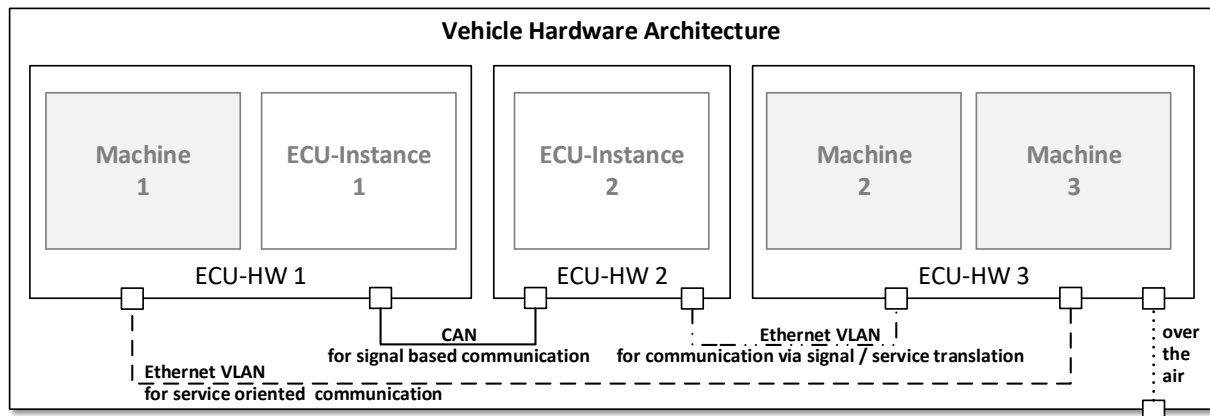 Vehicle Hardware Architecture
Machine
1
ECU-Instance
1
ECU-Instance
2
Machine
2
Machine
3
ECU-HW 1
ECU-HW 2
ECU-HW 3
CAN
for signal based communication
Ethernet VLAN
for communication via signal / service translation
over
the
air
Ethernet VLAN
for service oriented communication